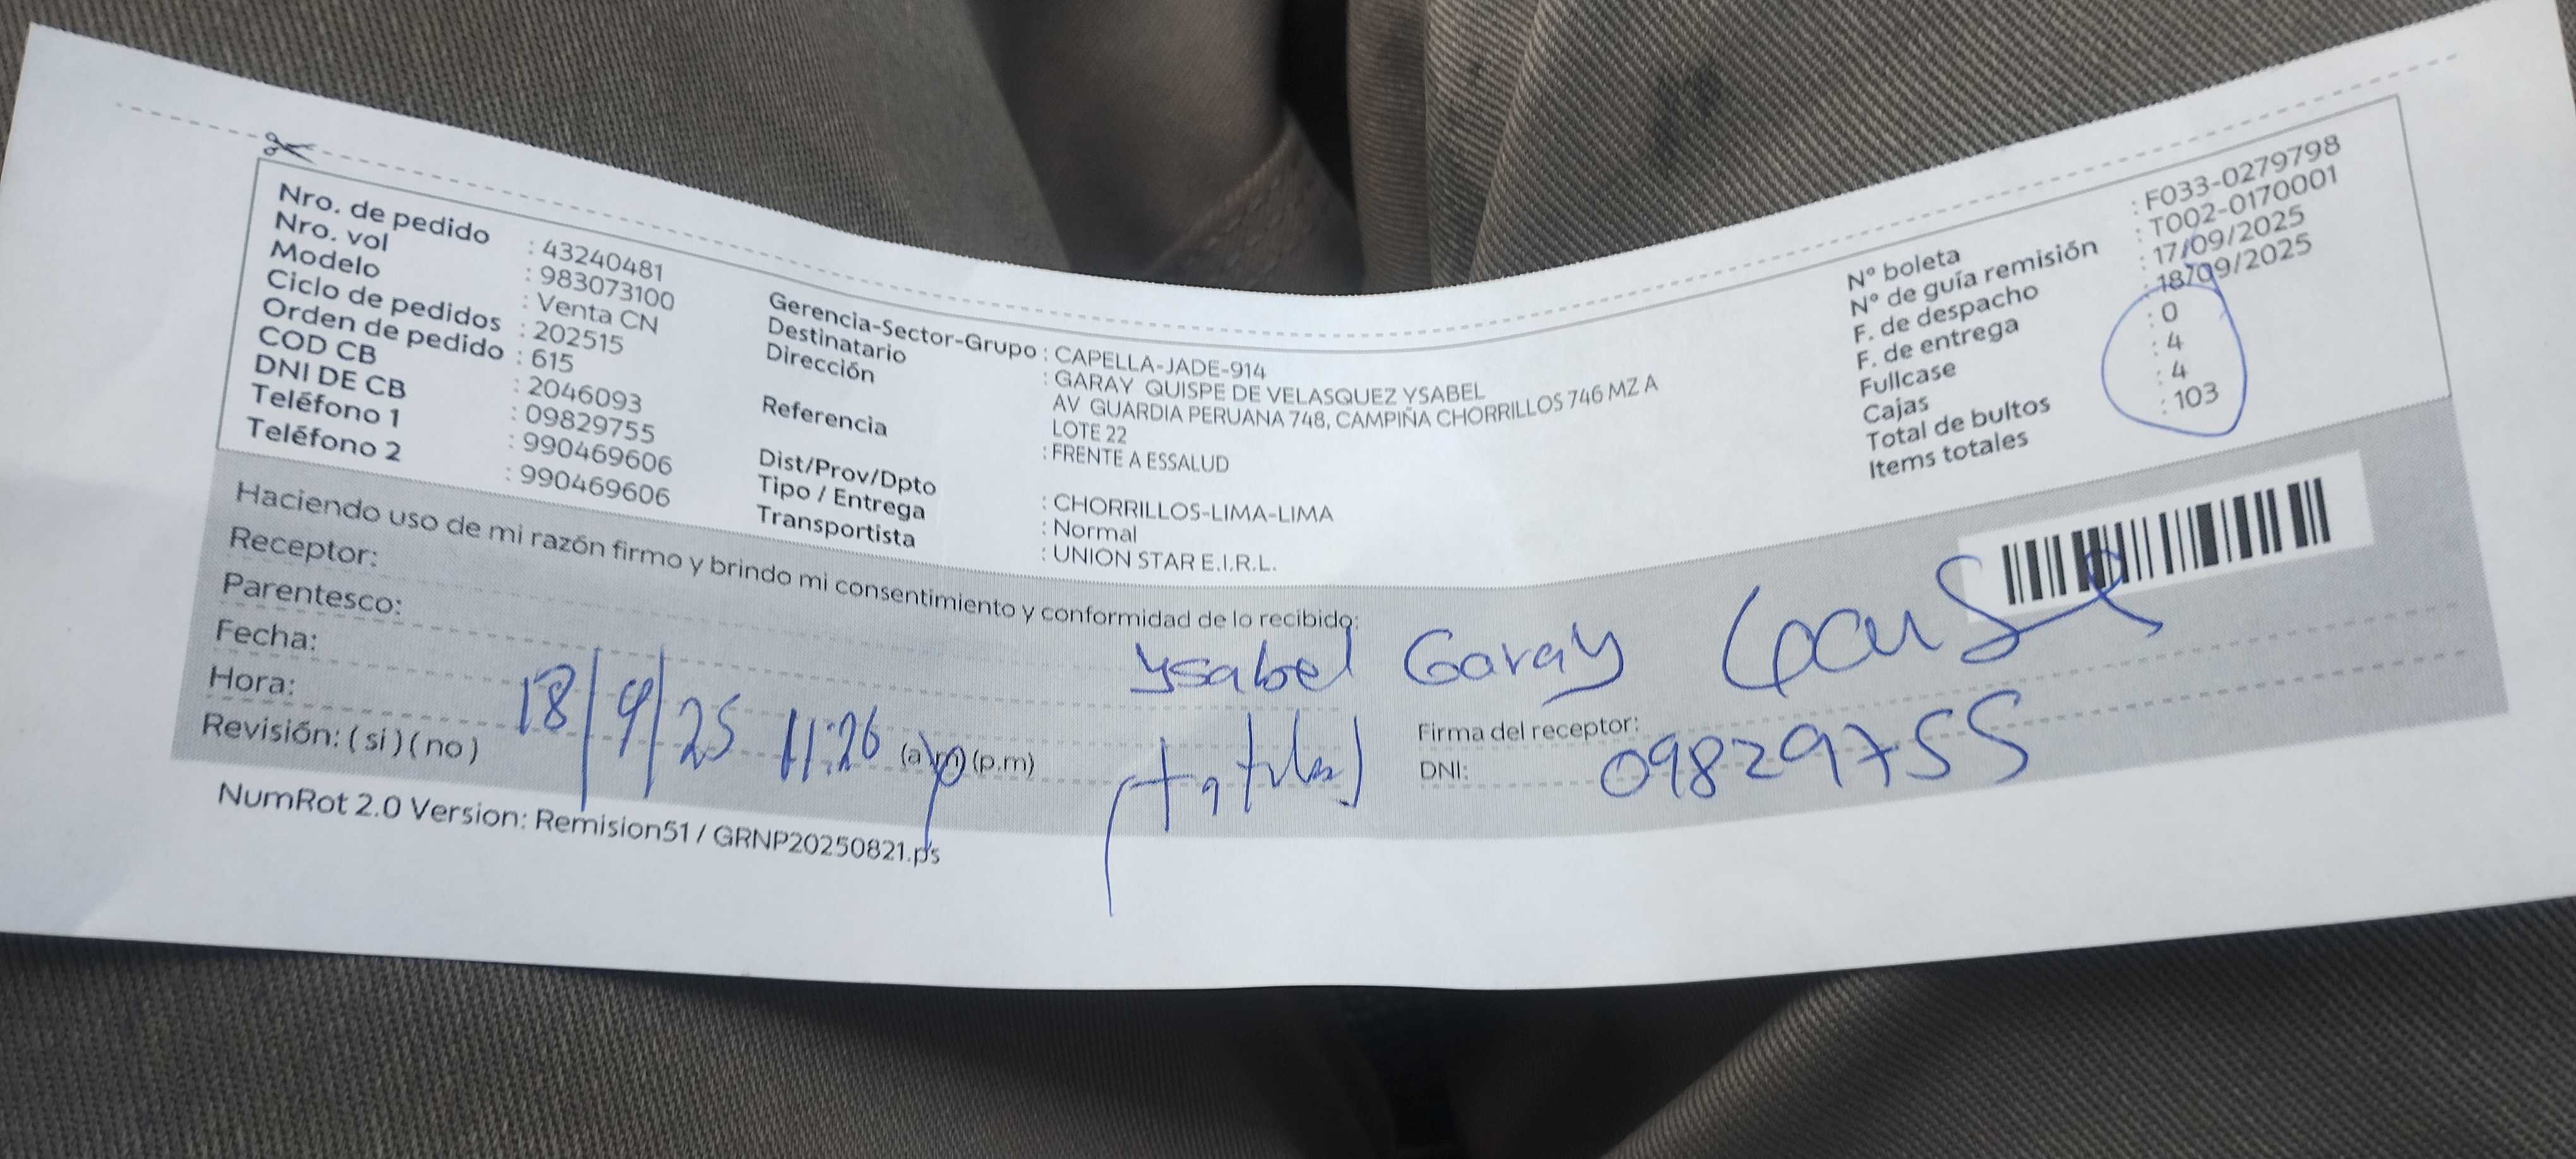 Nro. de pedido : 43240481
Nro. vol : 983073100
Modelo : Venta CN
Ciclo de pedidos : 202515
Orden de pedido : 615
COD CB : 2046093
DNI DE CB : 09829755
Teléfono 1 : 990469606
Teléfono 2 : 990469606
Gerencia-Sector-Grupo : CAPELLA-JADE-914
Destinatario : GARAY QUISPE DE VELASQUEZ YSABEL
Dirección AV GUARDIA PERUANA 748, CAMPIÑA CHORRILLOS 746 MZ A
LOTE 22
Referencia : FRENTE A ESSALUD
Dist/Prov/Dpto : CHORRILLOS-LIMA-LIMA
Tipo / Entrega : Normal
Transportista : UNION STAR E.I.R.L.
N° boleta : F033-0279798
N° de guía remisión : T002-0170001
F. de despacho : 17/09/2025
F. de entrega : 18/09/2025
Fullcase : 0
Cajas : 4
Total de bultos : 4
Items totales : 103
Haciendo uso de mi razón firmo y brindo mi consentimiento y conformidad de lo recibido:
Receptor: Ysabel Garay
Parentesco:
Fecha: 18/9/25
Hora: 11:26 (a.m) (p.m)
Revisión: ( si ) ( no )
Firma del receptor:
DNI: 09829755
NumRot 2.0 Version: Remision51 / GRNP20250821.ps